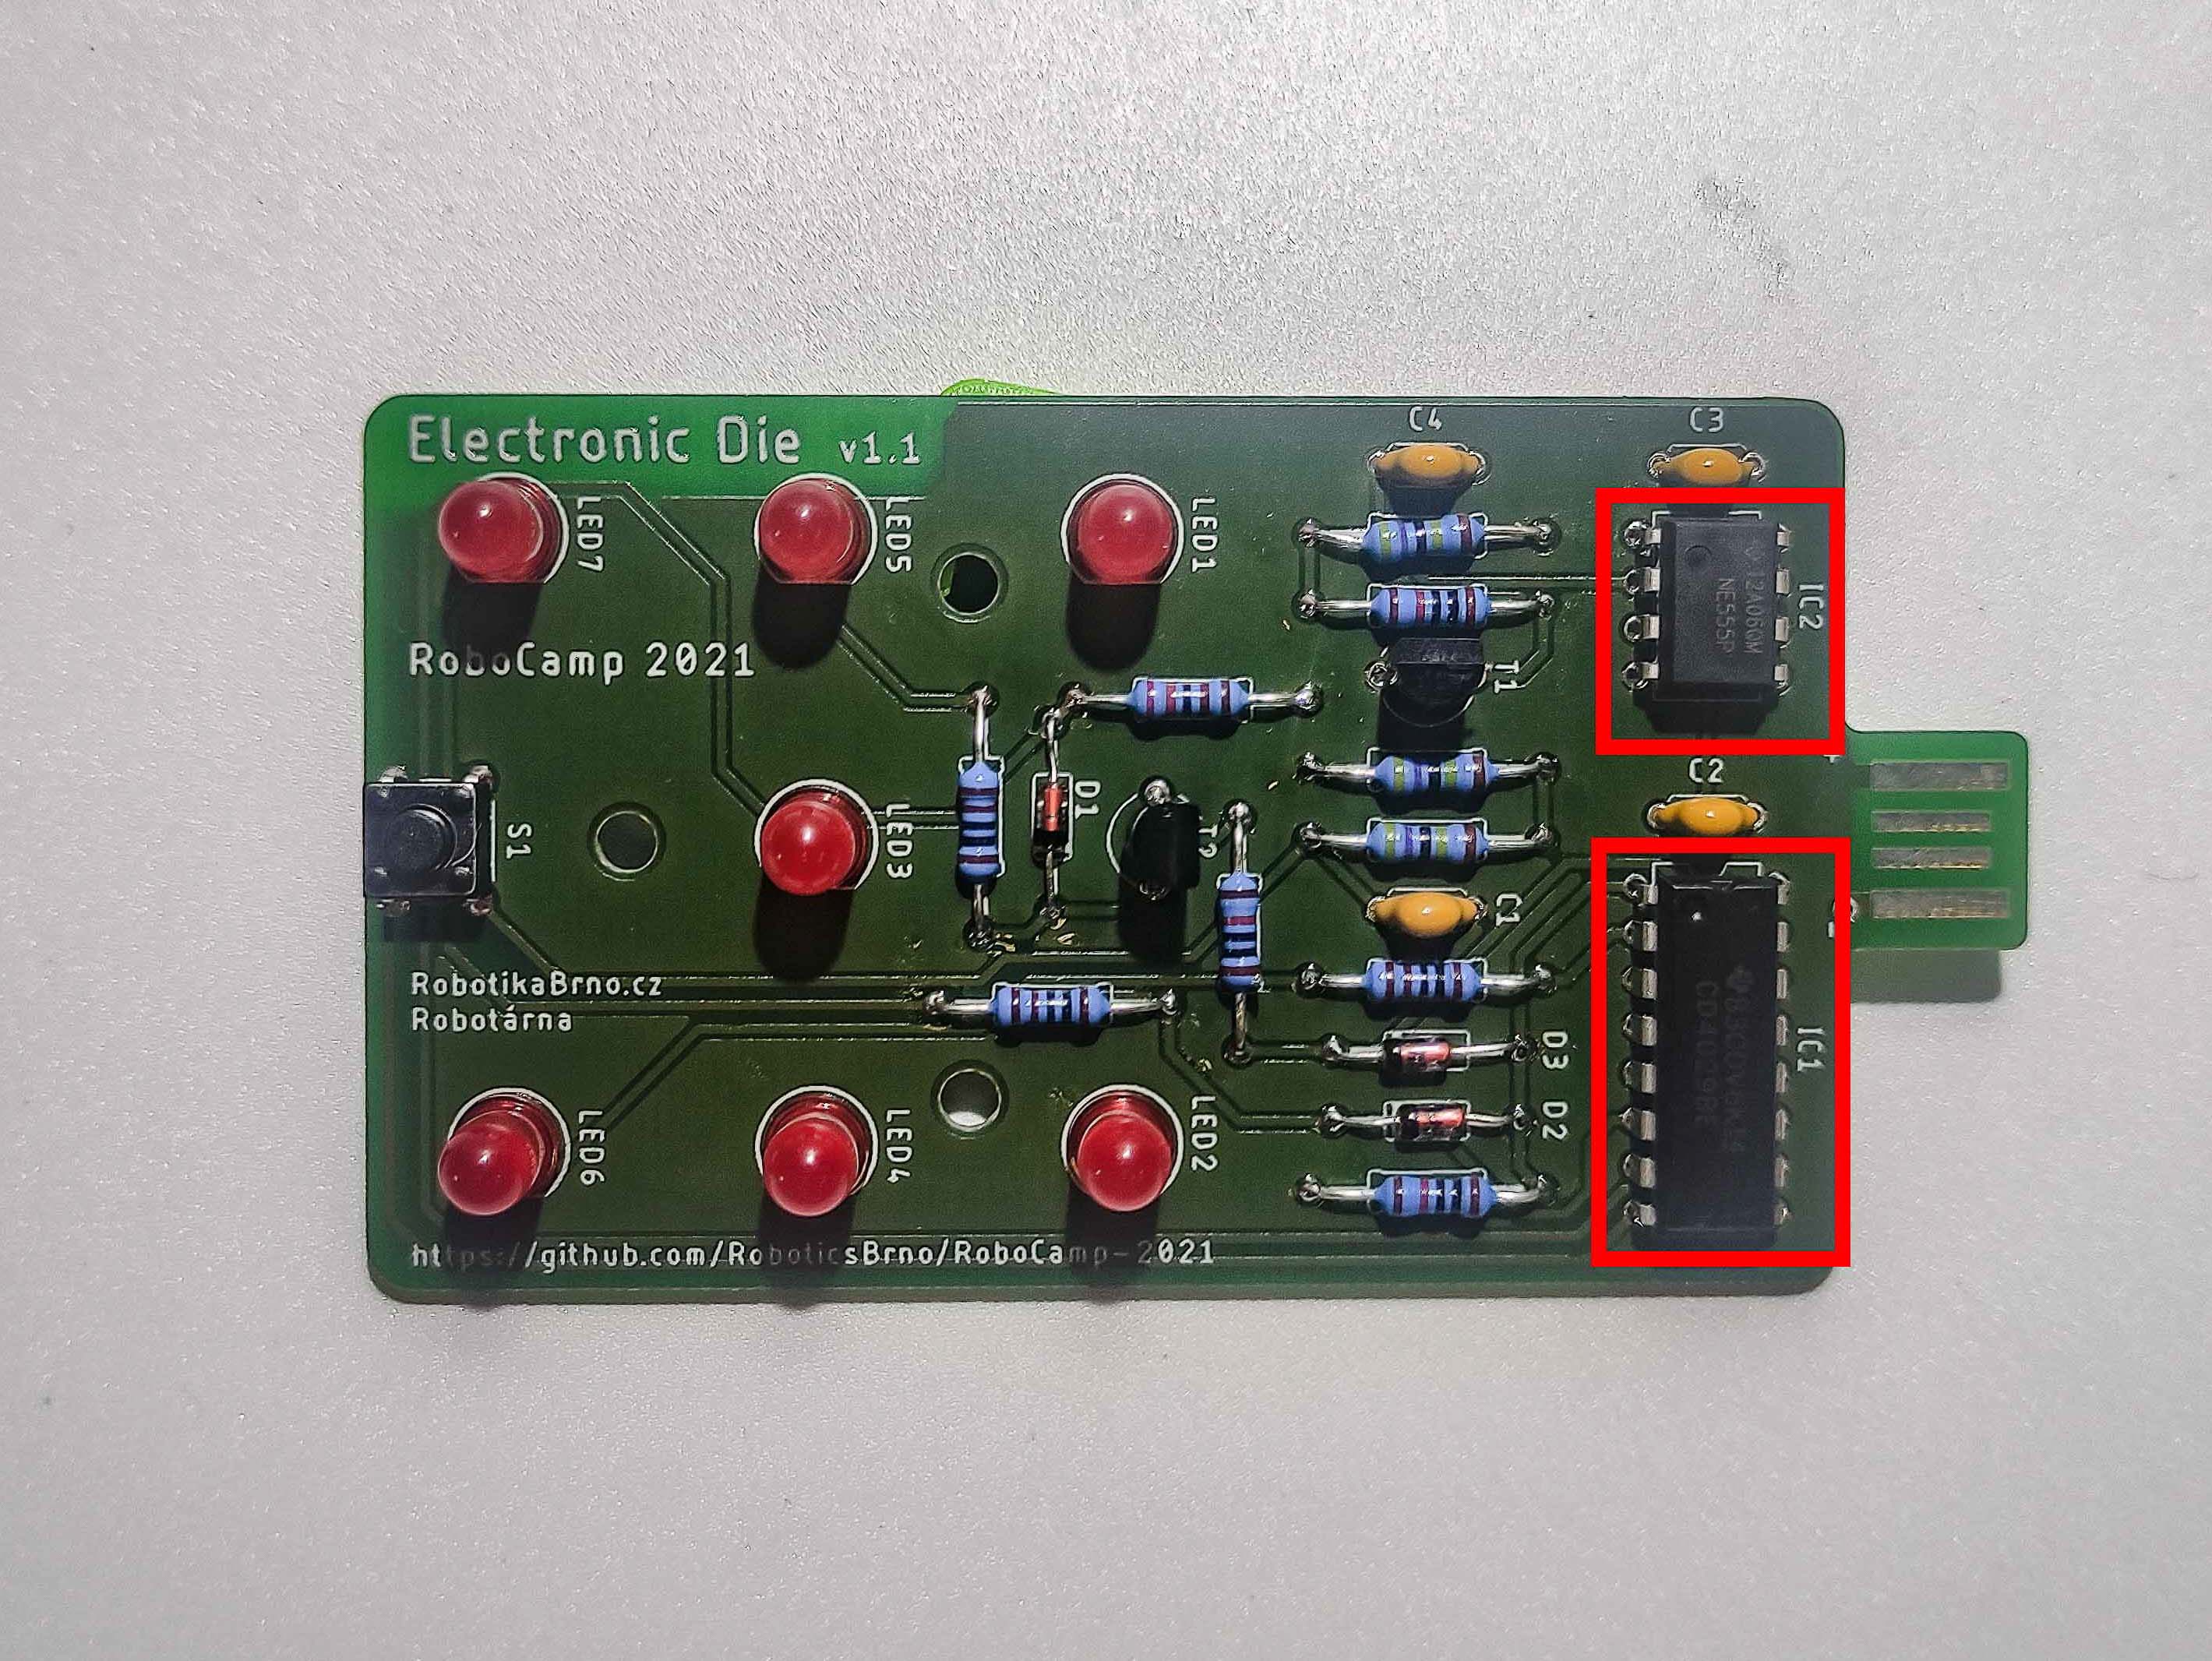 Electronic Die v1.1
C4
C3
LED7
LED5
LED1
IC2
12A06QM
NE555P
RoboCamp 2021
T1
C2
D1
S1
LED3
T2
C1
RobotikaBrno.cz
Robotárna
IC1
CD4029BE
D3
D2
LED6
LED4
LED2
https://github.com/RoboticsBrno/RoboCamp-2021